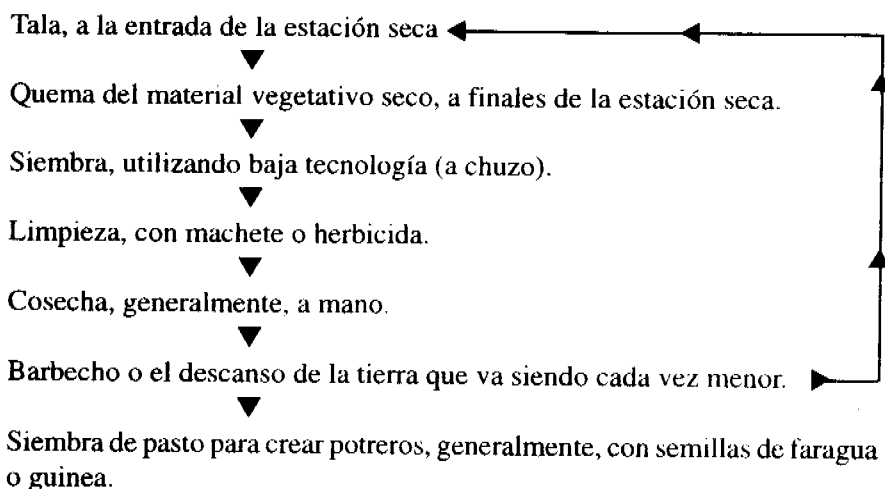 Tala, a la entrada de la estación seca
Quema del material vegetativo seco, a finales de la estación seca.
Siembra, utilizando baja tecnología (a chuzo).
Limpieza, con machete o herbicida.
Cosecha, generalmente, a mano.
Barbecho o el descanso de la tierra que va siendo cada vez menor.
Siembra de pasto para crear potreros, generalmente, con semillas de faragua
o guinea.